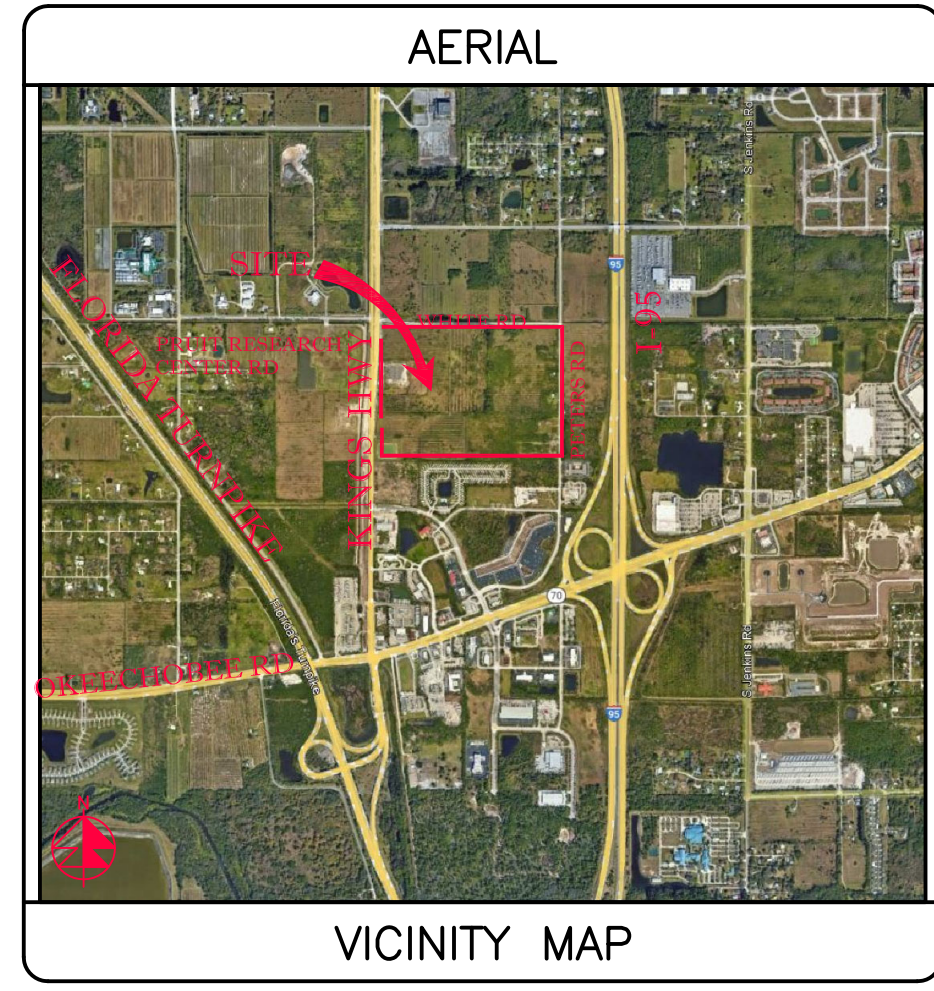 AERIAL
S Jenkins Rd
FLORIDA TURNPIKE
SITE
95
I-95
WHITE RD
PRUIT RESEARCH
CENTER RD
KINGS HWY
PETERS RD
70
Florida's Turnpike
OKEECHOBEE RD
S Jenkins Rd
95
N
VICINITY MAP